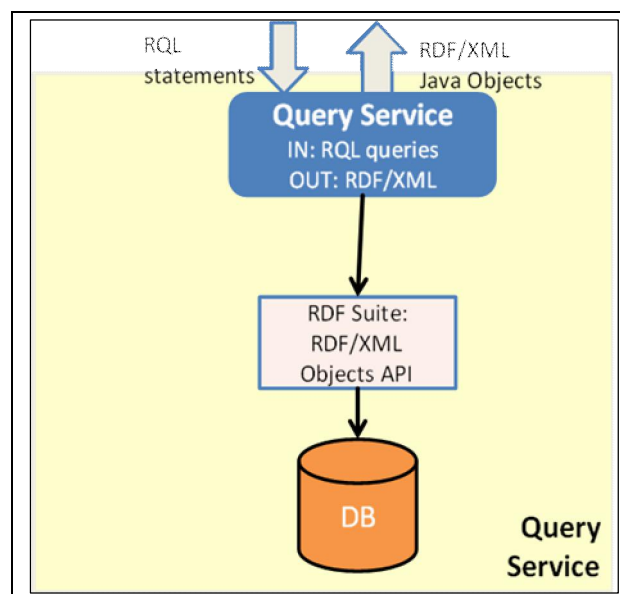 RQL
statements
RDF/XML
Java Objects
Query Service
IN: RQL queries
OUT: RDF/XML
RDF Suite:
RDF/XML
Objects API
DB
Query
Service